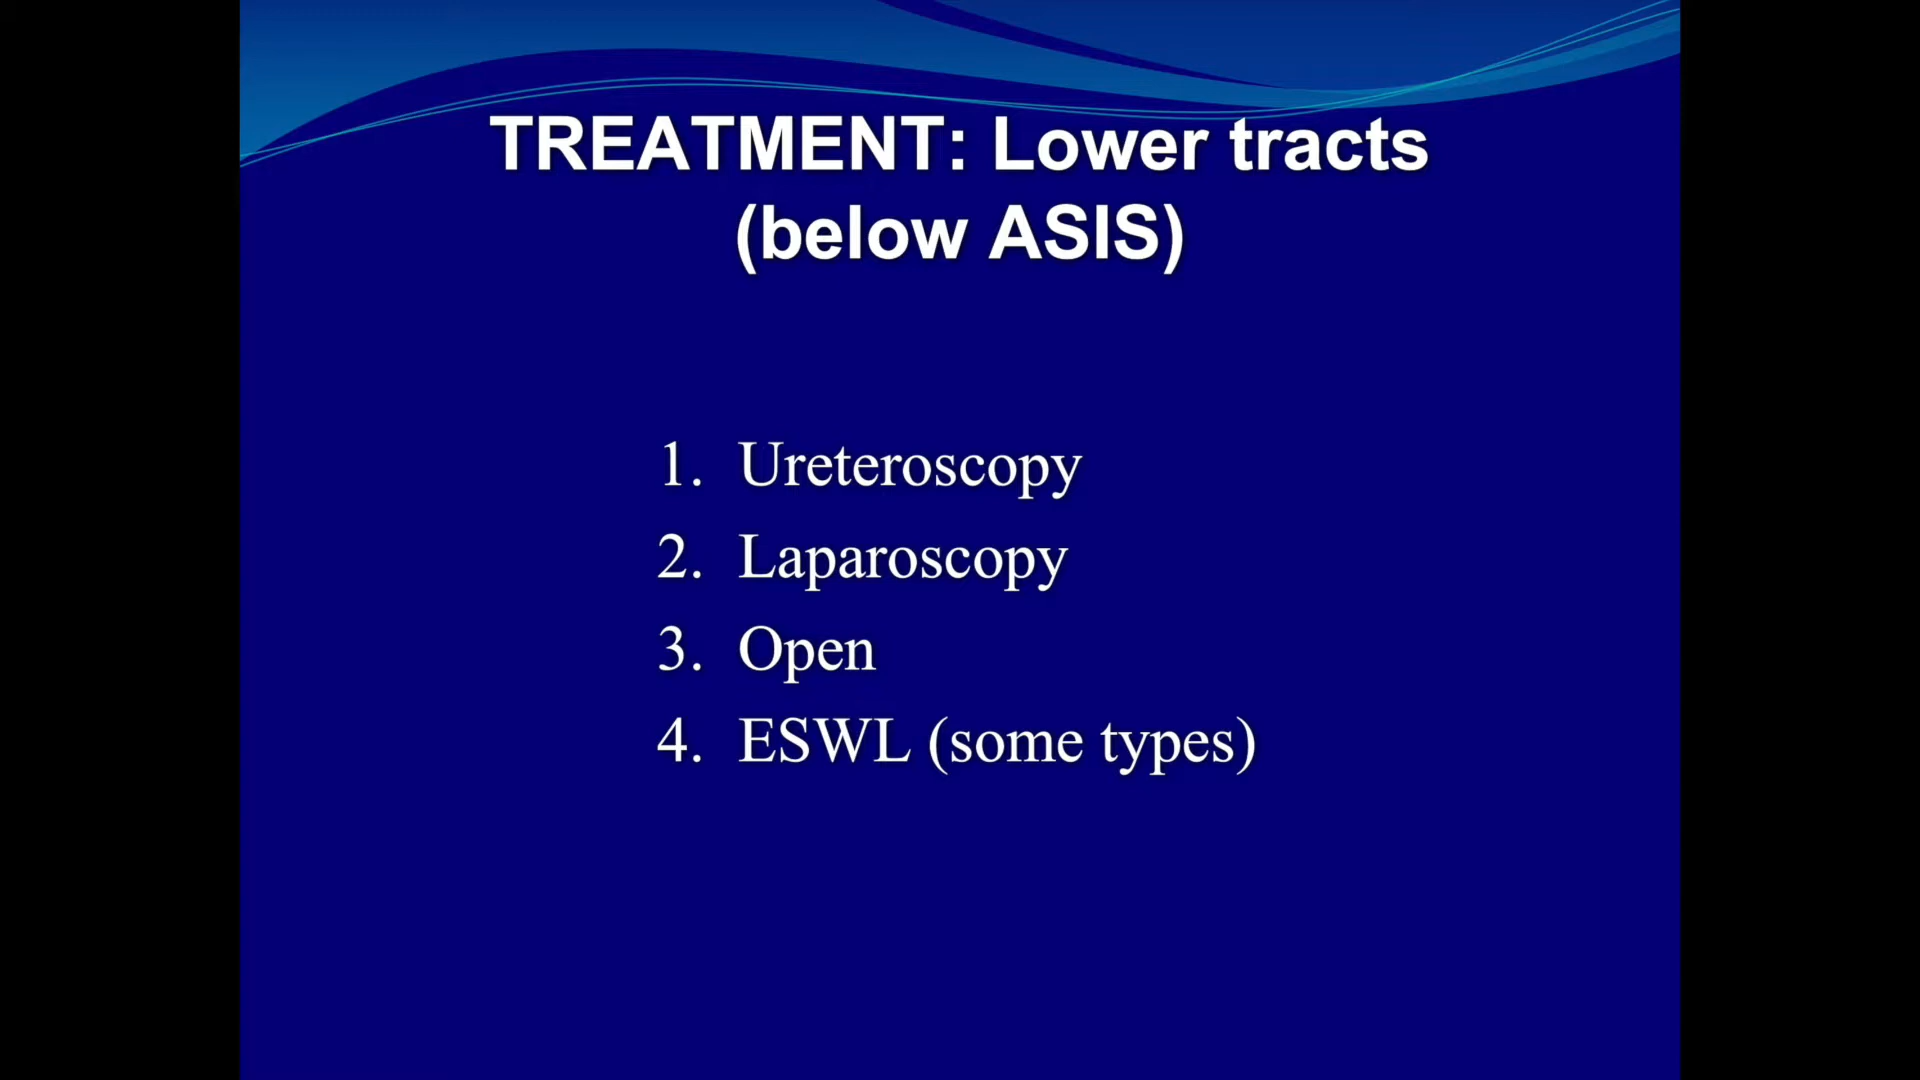 TREATMENT: Lower tracts
(below ASIS)
1. Ureteroscopy
2. Laparoscopy
3. Open
4. ESWL (some types)